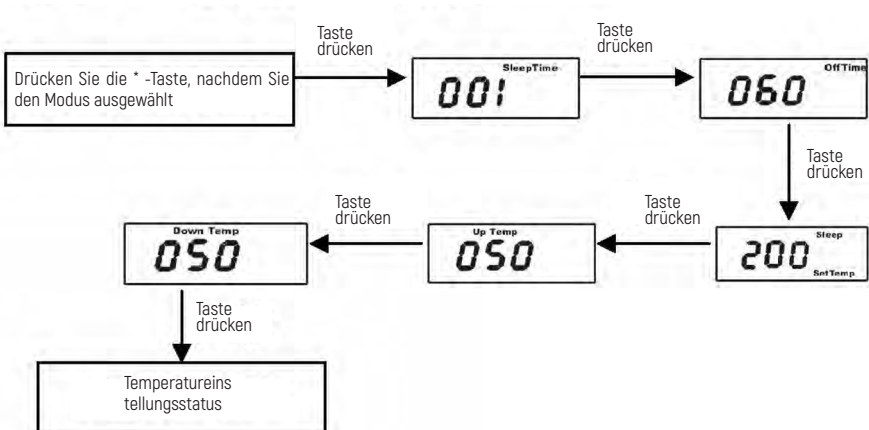 Drücken Sie die * -Taste, nachdem Sie
den Modus ausgewählt
Taste
drücken
SleepTime
001
Taste
drücken
OffTime
060
Taste
drücken
Sleep
200
SetTemp
Taste
drücken
Up Temp
050
Taste
drücken
Down Temp
050
Taste
drücken
Temperatureins
tellungsstatus